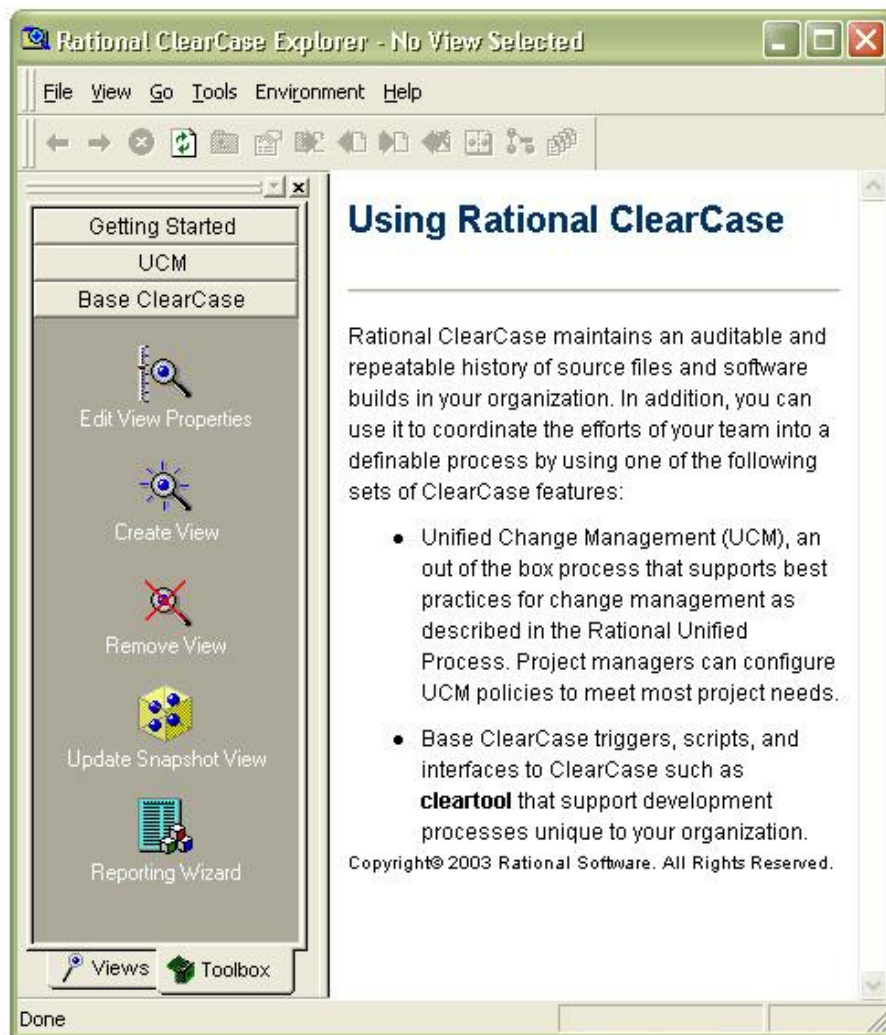 Rational ClearCase Explorer - No View Selected
File View Go Tools Environment Help
Getting Started
UCM
Base ClearCase
Edit View Properties
Create View
Remove View
Update Snapshot View
Reporting Wizard
Views Toolbox
Using Rational ClearCase
Rational ClearCase maintains an auditable and
repeatable history of source files and software
builds in your organization. In addition, you can
use it to coordinate the efforts of your team into a
definable process by using one of the following
sets of ClearCase features:
• Unified Change Management (UCM), an
out of the box process that supports best
practices for change management as
described in the Rational Unified
Process. Project managers can configure
UCM policies to meet most project needs.
• Base ClearCase triggers, scripts, and
interfaces to ClearCase such as
cleartool that support development
processes unique to your organization.
Copyright© 2003 Rational Software. All Rights Reserved.
Done